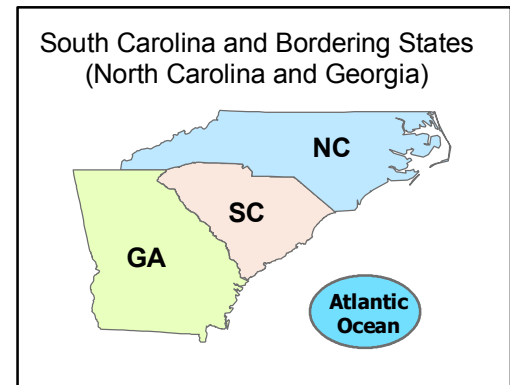 South Carolina and Bordering States
(North Carolina and Georgia)
NC
SC
GA
Atlantic
Ocean